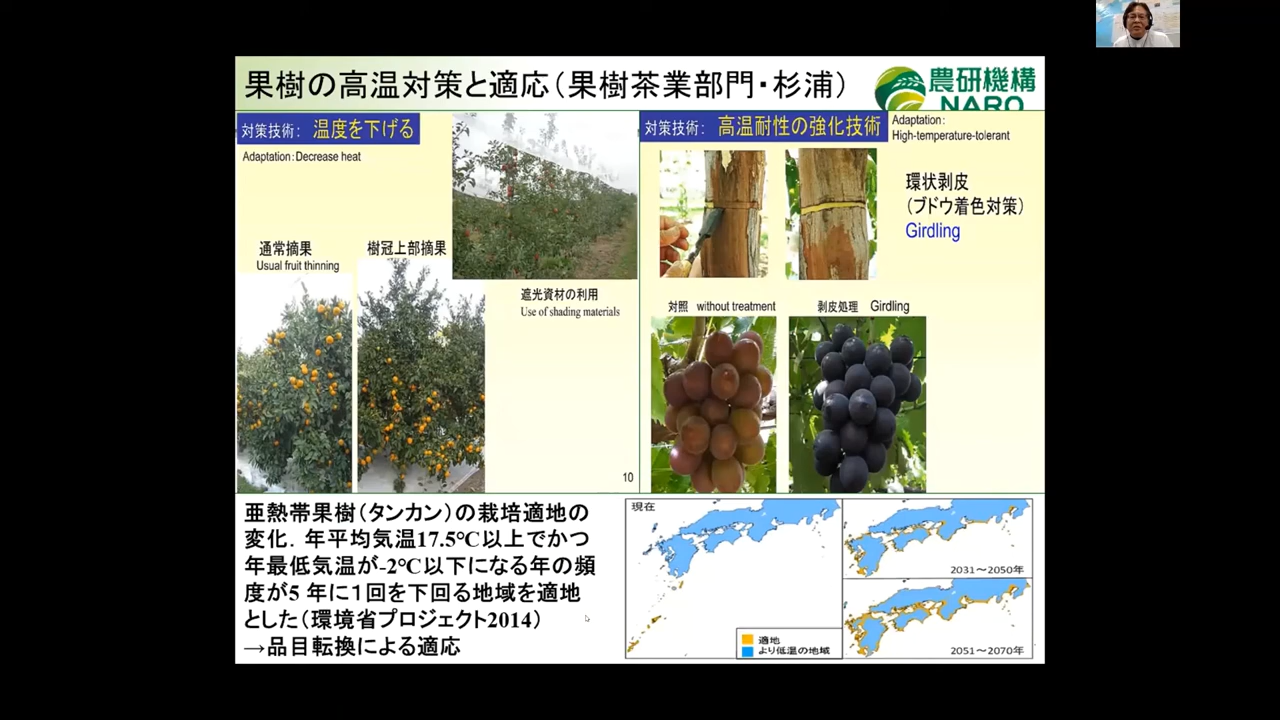 果樹の高温対策と適応（果樹茶業部門・杉浦）
農研機構
NARO
対策技術： 温度を下げる
Adaptation：Decrease heat
通常摘果
Usual fruit thinning
樹冠上部摘果
遮光資材の利用
Use of shading materials
10
対策技術： 高温耐性の強化技術
Adaptation：
High-temperature-tolerant
環状剥皮
（ブドウ着色対策）
Girdling
対照 without treatment
剥皮処理 Girdling
亜熱帯果樹（タンカン）の栽培適地の
変化．年平均気温17.5℃以上でかつ
年最低気温が-2℃以下になる年の頻
度が5 年に１回を下回る地域を適地
とした（環境省プロジェクト2014）
→品目転換による適応
現在
適地
より低温の地域
2031～2050年
2051～2070年